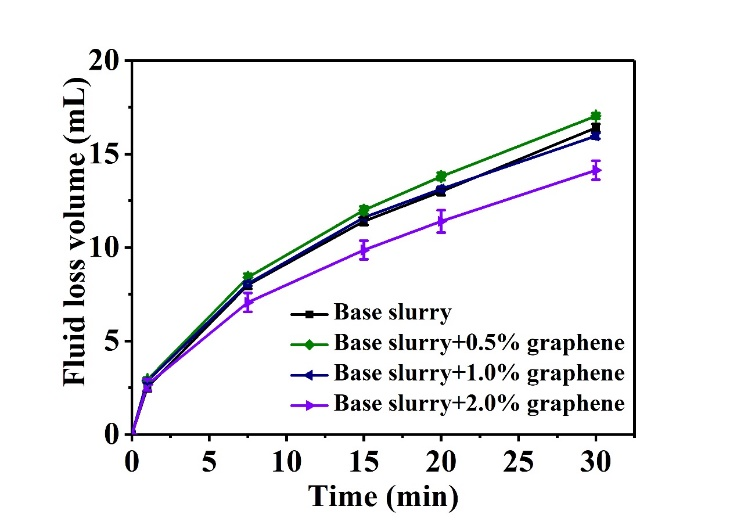 20
15
10
5
0
Fluid loss volume (mL)
Base slurry
Base slurry+0.5% graphene
Base slurry+1.0% graphene
Base slurry+2.0% graphene
0 5 10 15 20 25 30
Time (min)